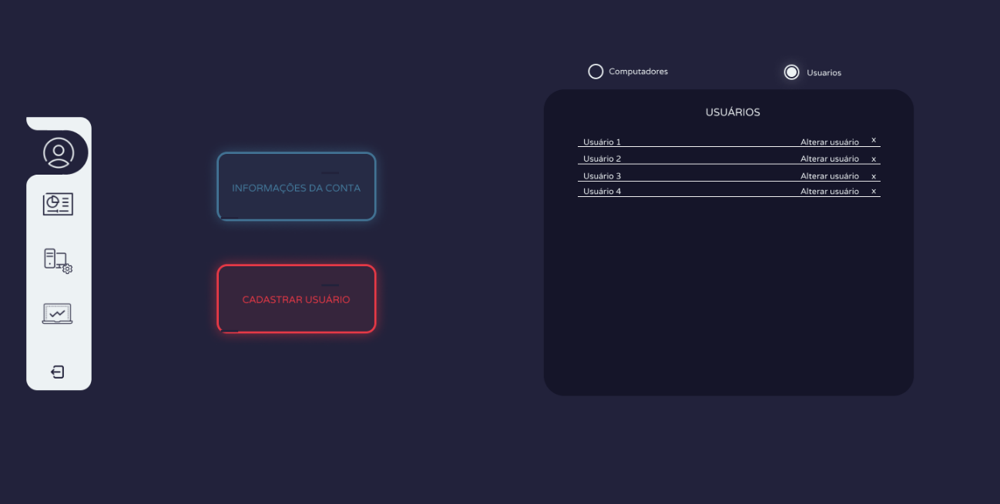 Computadores
Usuarios
USUÁRIOS
Usuário 1 Alterar usuário x
Usuário 2 Alterar usuário x
Usuário 3 Alterar usuário x
Usuário 4 Alterar usuário x
INFORMAÇÕES DA CONTA
CADASTRAR USUÁRIO